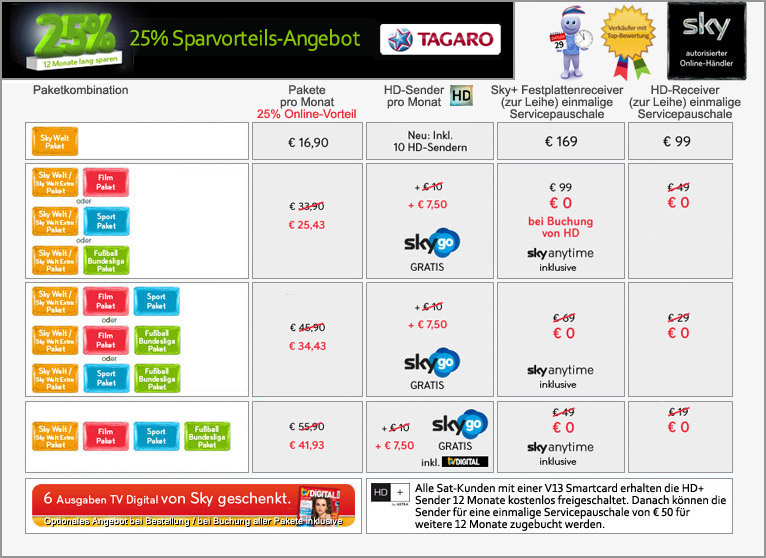 25%
12 Monate lang sparen
25% Sparvorteils-Angebot
TAGARO
DATUM
29
Verkäufer mit
Top-Bewertung
sky
autorisierter
Online-Händler
Paketkombination
Pakete
pro Monat
25% Online-Vorteil
HD-Sender
pro Monat
HD
Sky+ Festplattenreceiver
(zur Leihe) einmalige
Servicepauschale
HD-Receiver
(zur Leihe) einmalige
Servicepauschale
Sky Welt
Paket
€ 16,90
Neu: Inkl.
10 HD-Sendern
€ 169
€ 99
Sky Welt /
Sky Welt Extra
Paket
Film
Paket
oder
Sky Welt /
Sky Welt Extra
Paket
Sport
Paket
oder
Sky Welt /
Sky Welt Extra
Paket
Fußball
Bundesliga
Paket
€ 33,90
€ 25,43
+ € 10
+ € 7,50
sky go
GRATIS
€ 99
€ 0
bei Buchung
von HD
sky anytime
inklusive
€ 49
€ 0
Sky Welt /
Sky Welt Extra
Paket
Film
Paket
Sport
Paket
oder
Sky Welt /
Sky Welt Extra
Paket
Film
Paket
Fußball
Bundesliga
Paket
oder
Sky Welt /
Sky Welt Extra
Paket
Sport
Paket
Fußball
Bundesliga
Paket
€ 45,90
€ 34,43
+ € 10
+ € 7,50
sky go
GRATIS
€ 69
€ 0
sky anytime
inklusive
€ 29
€ 0
Sky Welt /
Sky Welt Extra
Paket
Film
Paket
Sport
Paket
Fußball
Bundesliga
Paket
€ 55,90
€ 41,93
+ € 10
+ € 7,50
sky go
GRATIS
inkl. TV DIGITAL
€ 49
€ 0
sky anytime
inklusive
€ 19
€ 0
6 Ausgaben TV Digital von Sky geschenkt.
TV DIGITAL
Optionales Angebot bei Bestellung / bei Buchung aller Pakete inklusive
HD +
by ASTRA
Alle Sat-Kunden mit einer V13 Smartcard erhalten die HD+
Sender 12 Monate kostenlos freigeschaltet. Danach können die
Sender für eine einmalige Servicepauschale von € 50 für
weitere 12 Monate zugebucht werden.